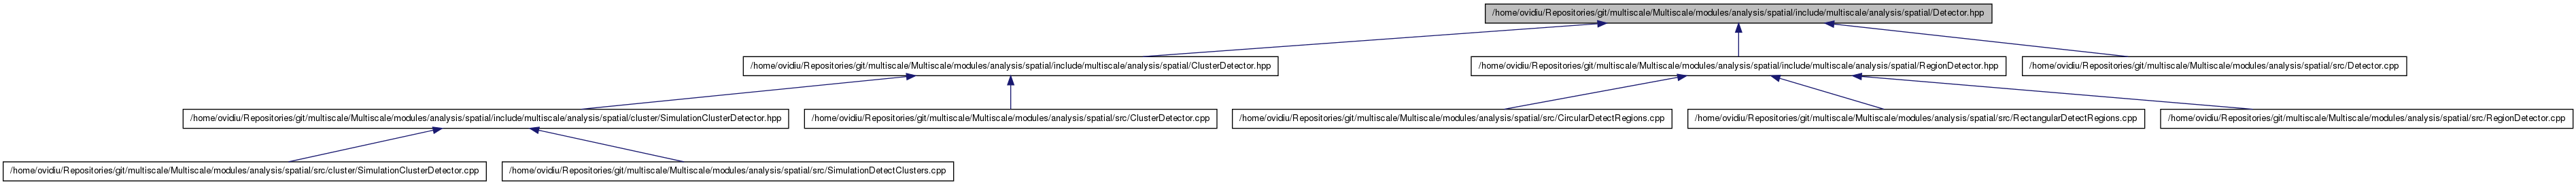 /home/ovidiu/Repositories/git/multiscale/Multiscale/modules/analysis/spatial/include/multiscale/analysis/spatial/Detector.hpp
/home/ovidiu/Repositories/git/multiscale/Multiscale/modules/analysis/spatial/include/multiscale/analysis/spatial/ClusterDetector.hpp
/home/ovidiu/Repositories/git/multiscale/Multiscale/modules/analysis/spatial/include/multiscale/analysis/spatial/RegionDetector.hpp
/home/ovidiu/Repositories/git/multiscale/Multiscale/modules/analysis/spatial/src/Detector.cpp
/home/ovidiu/Repositories/git/multiscale/Multiscale/modules/analysis/spatial/include/multiscale/analysis/spatial/cluster/SimulationClusterDetector.hpp
/home/ovidiu/Repositories/git/multiscale/Multiscale/modules/analysis/spatial/src/ClusterDetector.cpp
/home/ovidiu/Repositories/git/multiscale/Multiscale/modules/analysis/spatial/src/CircularDetectRegions.cpp
/home/ovidiu/Repositories/git/multiscale/Multiscale/modules/analysis/spatial/src/RectangularDetectRegions.cpp
/home/ovidiu/Repositories/git/multiscale/Multiscale/modules/analysis/spatial/src/RegionDetector.cpp
/home/ovidiu/Repositories/git/multiscale/Multiscale/modules/analysis/spatial/src/cluster/SimulationClusterDetector.cpp
/home/ovidiu/Repositories/git/multiscale/Multiscale/modules/analysis/spatial/src/SimulationDetectClusters.cpp